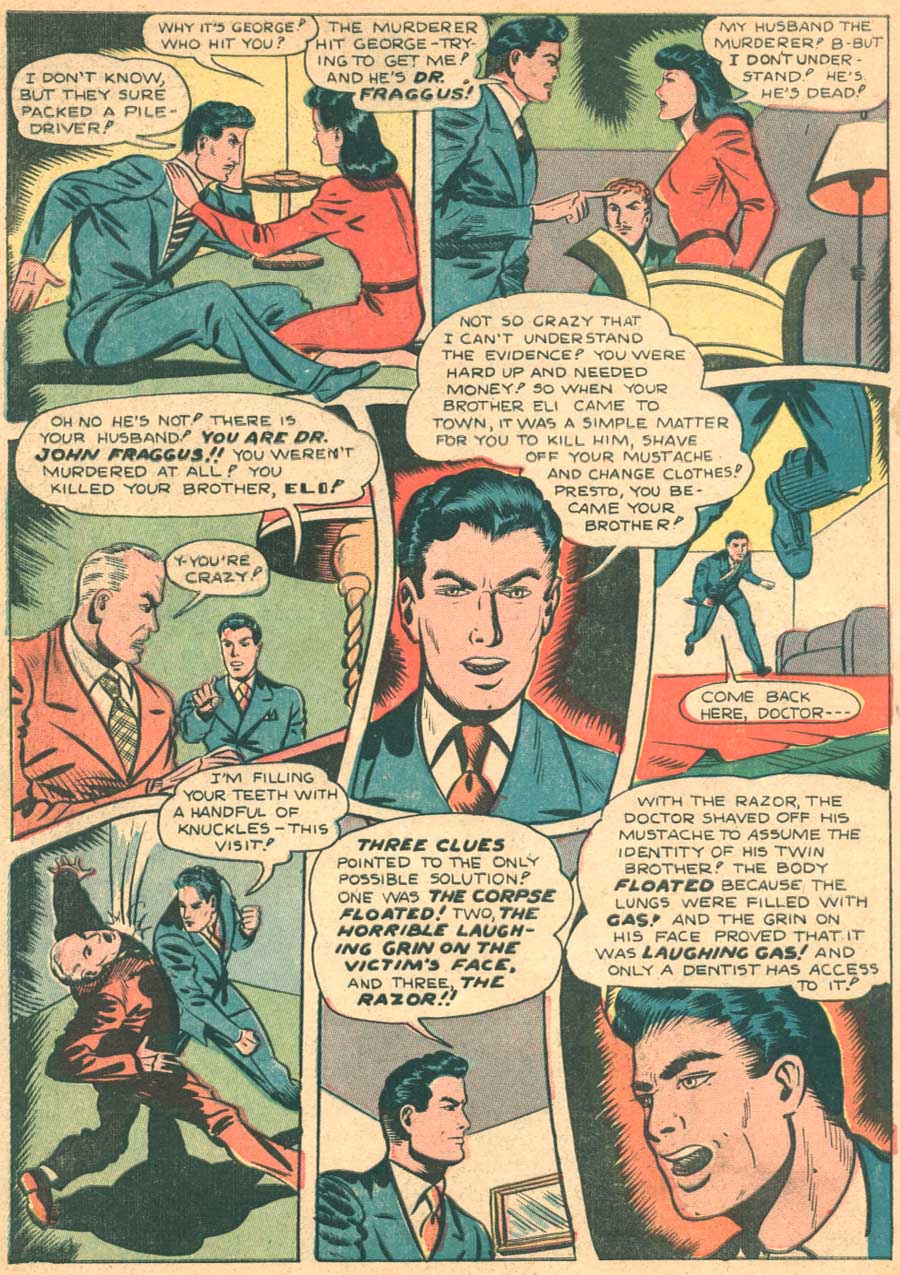 WHY IT'S GEORGE!
WHO HIT YOU?
I DON'T KNOW,
BUT THEY SURE
PACKED A PILE-
DRIVER!
THE MURDERER
HIT GEORGE-TRY-
ING TO GET ME!
AND HE'S DR.
FRAGGUS!
MY HUSBAND THE
MURDERER? B-BUT
I DON'T UNDER-
STAND! HE'S
HE'S DEAD!
OH NO HE'S NOT! THERE IS
YOUR HUSBAND! YOU ARE DR.
JOHN FRAGGUS!! YOU WEREN'T
MURDERED AT ALL! YOU
KILLED YOUR BROTHER, ELO!
Y-YOU'RE
CRAZY!
NOT SO CRAZY THAT
I CAN'T UNDERSTAND
THE EVIDENCE! YOU WERE
HARD UP AND NEEDED
MONEY! SO WHEN YOUR
BROTHER ELI CAME TO
TOWN, IT WAS A SIMPLE MATTER
FOR YOU TO KILL HIM, SHAVE
OFF YOUR MUSTACHE
AND CHANGE CLOTHES!
PRESTO, YOU BE-
CAME YOUR
BROTHER!
COME BACK
HERE, DOCTOR---
I'M FILLING
YOUR TEETH WITH
A HANDFUL OF
KNUCKLES - THIS
VISIT!
THREE CLUES
POINTED TO THE ONLY
POSSIBLE SOLUTION!
ONE WAS THE CORPSE
FLOATED! TWO, THE
HORRIBLE LAUGH-
ING GRIN ON THE
VICTIM'S FACE,
AND THREE, THE
RAZOR!!
WITH THE RAZOR, THE
DOCTOR SHAVED OFF HIS
MUSTACHE TO ASSUME THE
IDENTITY OF HIS TWIN
BROTHER! THE BODY
FLOATED BECAUSE THE
LUNGS WERE FILLED WITH
GAS! AND THE GRIN ON
HIS FACE PROVED THAT IT
WAS LAUGHING GAS! AND
ONLY A DENTIST HAS ACCESS
TO IT!